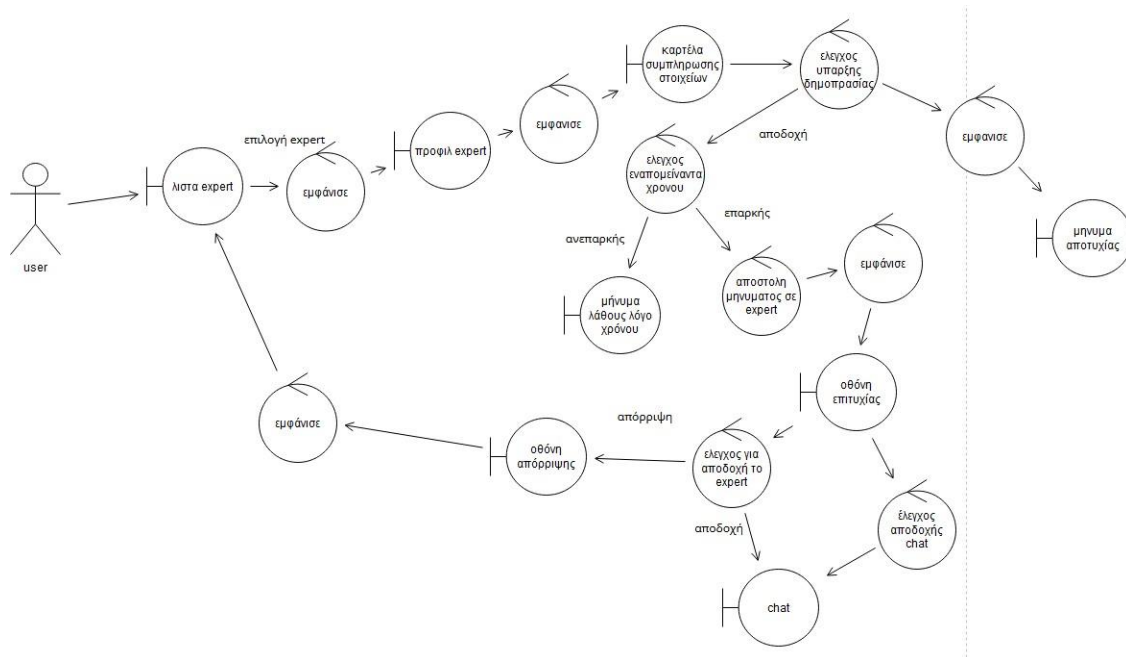 καρτέλα
συμπληρωσης
στοιχείων
ελεγχος
υπαρξης
δημοπρασίας
εμφανισε
εμφανισε
επιλογή expert
προφιλ expert
αποδοχή
λιστα expert
εμφάνισε
ελεγχος
εναπομείναντα
χρονου
user
ανεπαρκής
επαρκής
μηνυμα
αποτυχίας
εμφάνισε
μήνυμα
λάθους λόγο
χρόνου
αποστολη
μηνυματος σε
expert
οθόνη
επιτυχίας
εμφάνισε
απόρριψη
οθόνη
απόρριψης
ελεγχος για
αποδοχή το
expert
αποδοχή
έλεγχος
αποδοχής
chat
chat